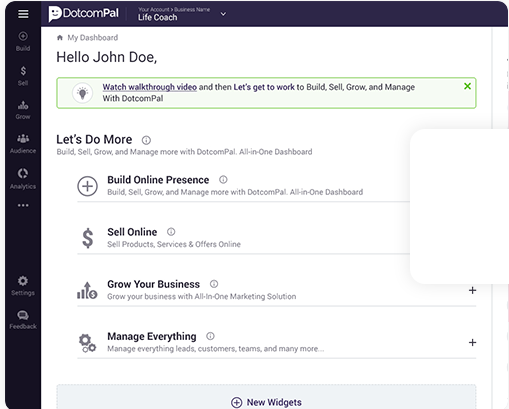 DotcomPal
Your Account > Business Name
Life Coach
Build
Sell
Grow
Audience
Analytics
Settings
Feedback
My Dashboard
Hello John Doe,
Watch walkthrough video and then Let's get to work to Build, Sell, Grow, and Manage
With DotcomPal
Let's Do More
Build, Sell, Grow, and Manage more with DotcomPal. All-in-One Dashboard
Build Online Presence
Build, Sell, Grow, and Manage more with DotcomPal. All-in-One Dashboard
Sell Online
Sell Products, Services & Offers Online
Grow Your Business
Grow your business with All-In-One Marketing Solution
Manage Everything
Manage everything leads, customers, teams, and many more...
New Widgets